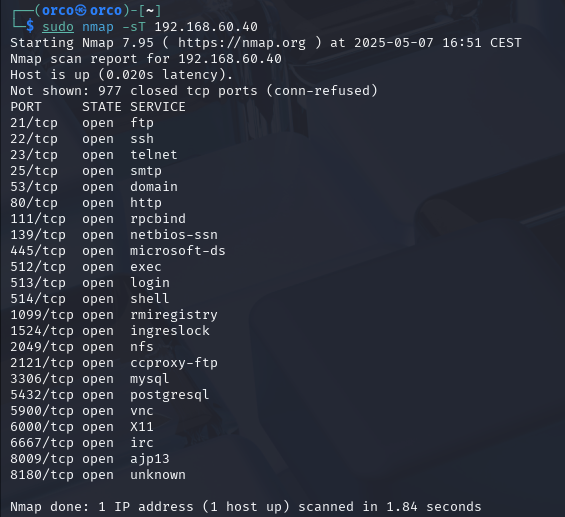 ┌──(orco㉿orco)-[~]
└─$ sudo nmap -sT 192.168.60.40
Starting Nmap 7.95 ( https://nmap.org ) at 2025-05-07 16:51 CEST
Nmap scan report for 192.168.60.40
Host is up (0.020s latency).
Not shown: 977 closed tcp ports (conn-refused)
PORT     STATE SERVICE
21/tcp   open  ftp
22/tcp   open  ssh
23/tcp   open  telnet
25/tcp   open  smtp
53/tcp   open  domain
80/tcp   open  http
111/tcp  open  rpcbind
139/tcp  open  netbios-ssn
445/tcp  open  microsoft-ds
512/tcp  open  exec
513/tcp  open  login
514/tcp  open  shell
1099/tcp open  rmiregistry
1524/tcp open  ingreslock
2049/tcp open  nfs
2121/tcp open  ccproxy-ftp
3306/tcp open  mysql
5432/tcp open  postgresql
5900/tcp open  vnc
6000/tcp open  X11
6667/tcp open  irc
8009/tcp open  ajp13
8180/tcp open  unknown
Nmap done: 1 IP address (1 host up) scanned in 1.84 seconds